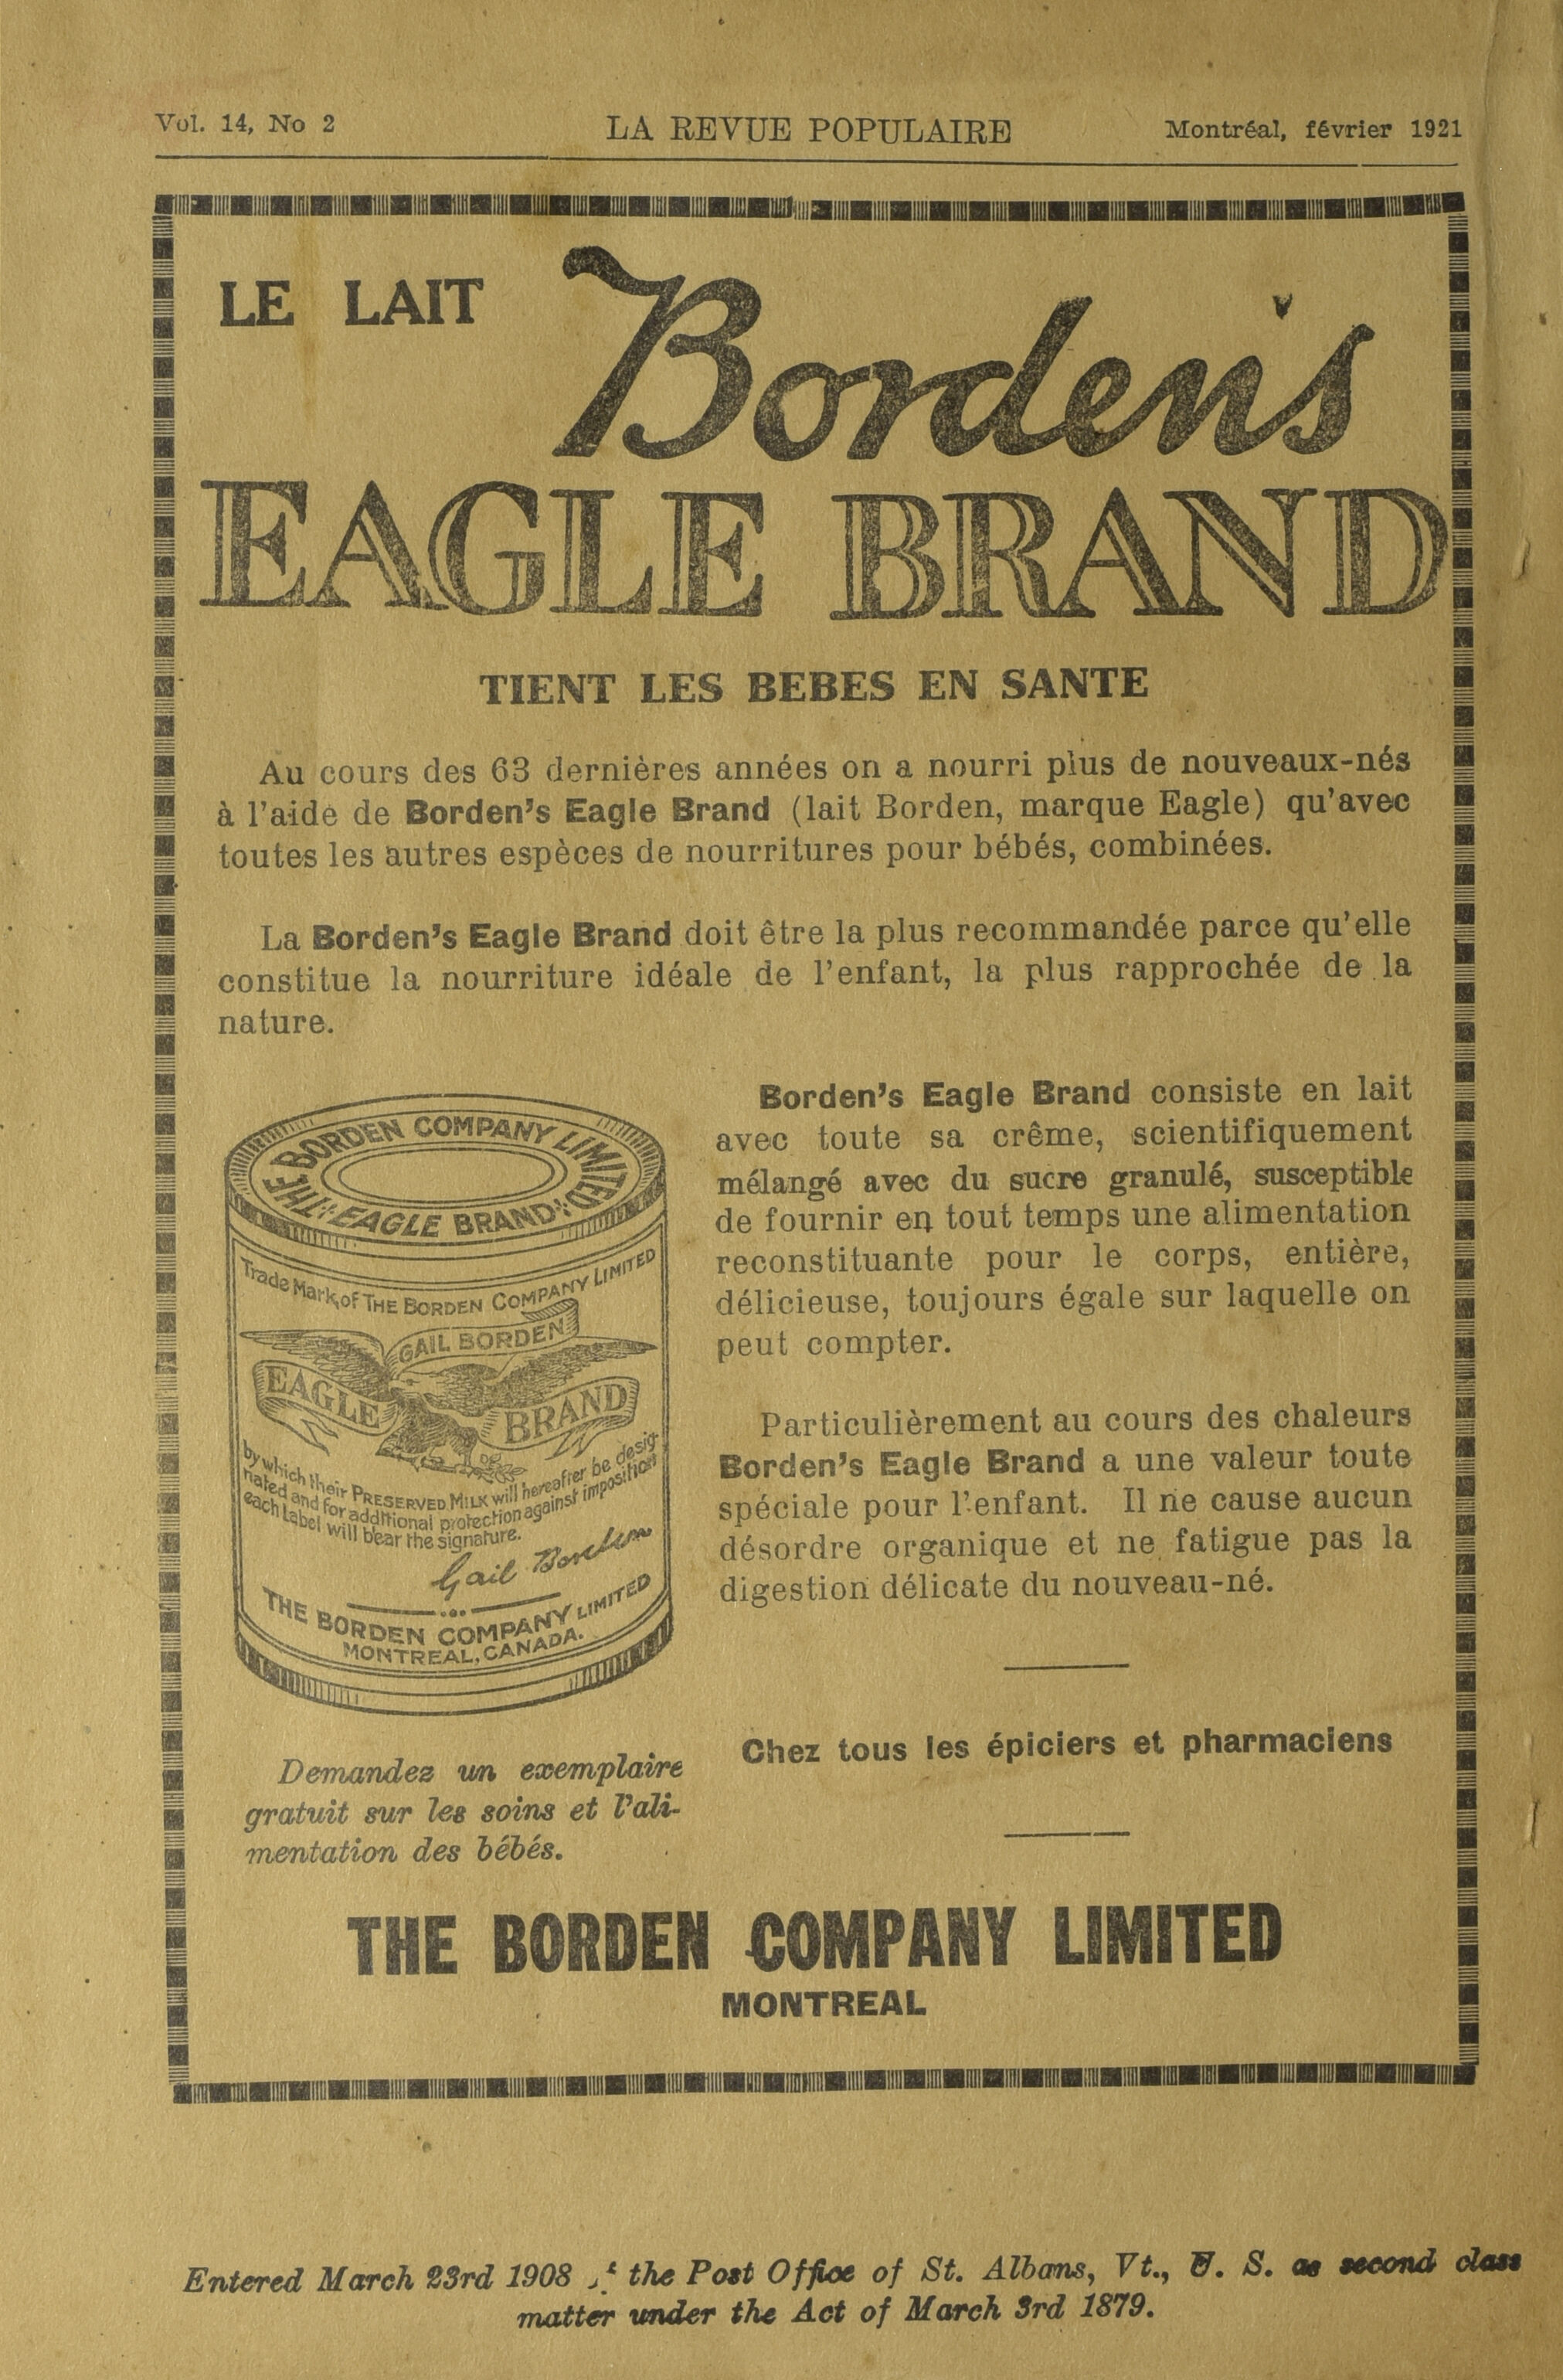 Vol. 14, No 2
LA REVUE POPULAIRE
Montréal, février 1921
LE LAIT
Borden's
EAGLE BRAND
TIENT LES BEBES EN SANTE
Au cours des 63 dernières années on a nourri plus de nouveaux-nés
à l'aide de Borden's Eagle Brand (lait Borden, marque Eagle) qu'avec
toutes les autres espèces de nourritures pour bébés, combinées.
La Borden's Eagle Brand doit être la plus recommandée parce qu'elle
constitue la nourriture idéale de l'enfant, la plus rapprochée de la
nature.
THE BORDEN COMPANY LIMITED
EAGLE BRAND
Trade Mark of THE BORDEN COMPANY LIMITED
GAIL BORDEN
EAGLE BRAND
by which their PRESERVED MILK will hereafter be desig-
nated and for additional protection against imposition
each Label will bear the signature.
Gail Borden
THE BORDEN COMPANY LIMITED
MONTREAL, CANADA.
Borden's Eagle Brand consiste en lait
avec toute sa crême, scientifiquement
mélangé avec du sucre granulé, susceptible
de fournir en tout temps une alimentation
reconstituante pour le corps, entière,
délicieuse, toujours égale sur laquelle on
peut compter.
Particulièrement au cours des chaleurs
Borden's Eagle Brand a une valeur toute
spéciale pour l'enfant. Il ne cause aucun
désordre organique et ne fatigue pas la
digestion délicate du nouveau-né.
Chez tous les épiciers et pharmaciens
Demandez un exemplaire
gratuit sur les soins et l'ali-
mentation des bébés.
THE BORDEN COMPANY LIMITED
MONTREAL
Entered March 23rd 1908 the Post Office of St. Albans, Vt., U. S. as second class
matter under the Act of March 3rd 1879.